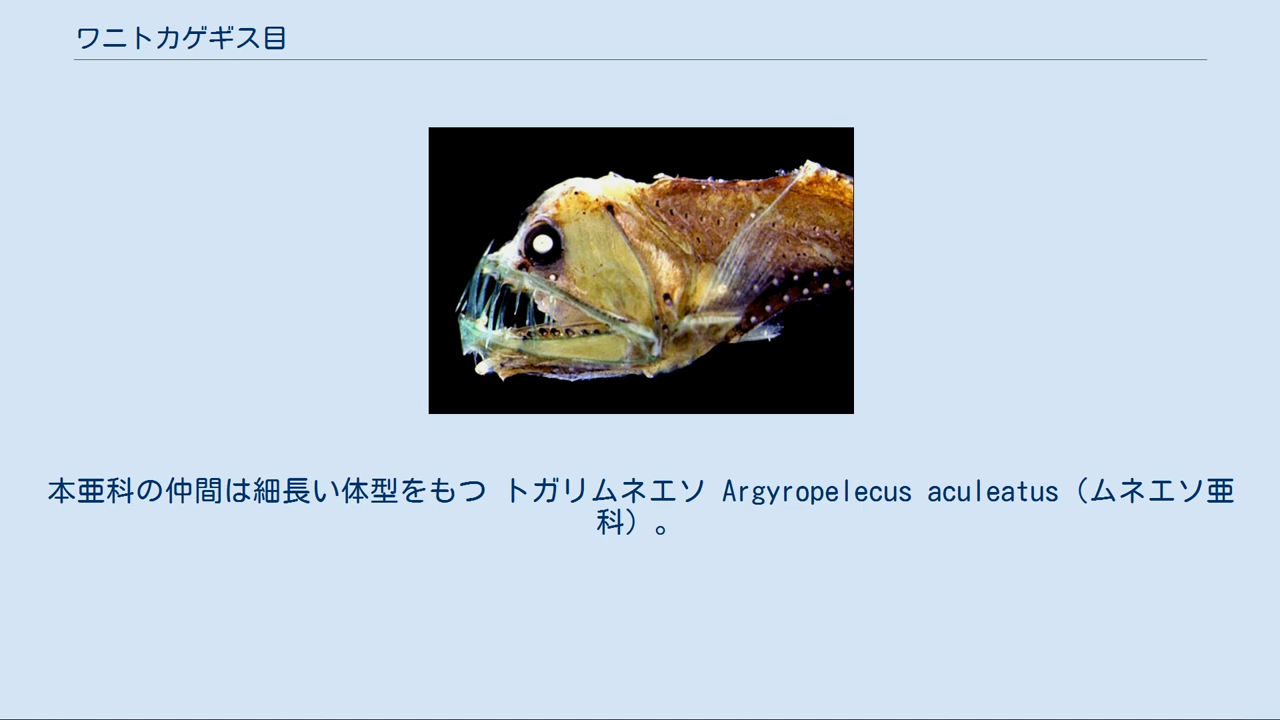 ワニトカゲギス目
本亜科の仲間は細長い体型をもつ トガリムネエソ Argyropelecus aculeatus（ムネエソ亜
科）。